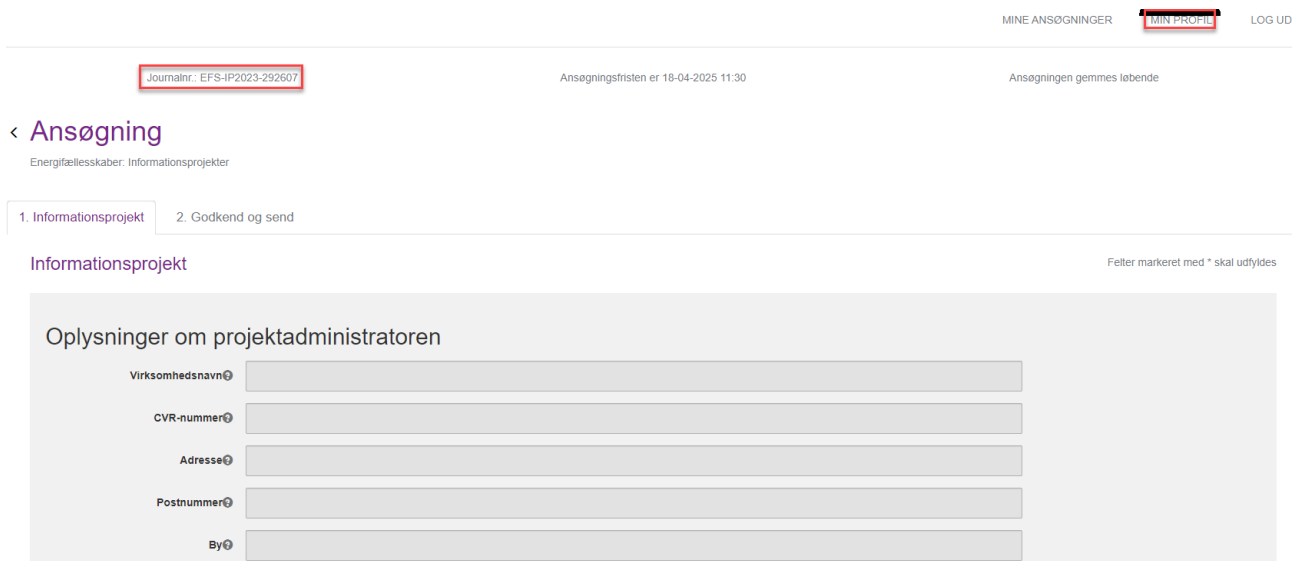 MINE ANSØGNINGER MIN PROFIL LOG UD
Journalnr.: EFS-IP2023-292607 Ansøgningsfristen er 18-04-2025 11:30 Ansøgningen gemmes løbende
Ansøgning
Energifællesskaber: Informationsprojekter
1. Informationsprojekt 2. Godkend og send
Informationsprojekt Felter markeret med * skal udfyldes
Oplysninger om projektadministratoren
Virksomhedsnavn
CVR-nummer
Adresse
Postnummer
By